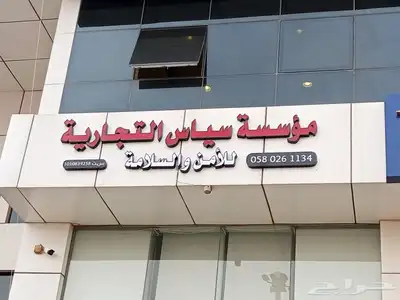 مؤسسة سياس التجارية
للأمن والسلامة
058 026 1134
حراج